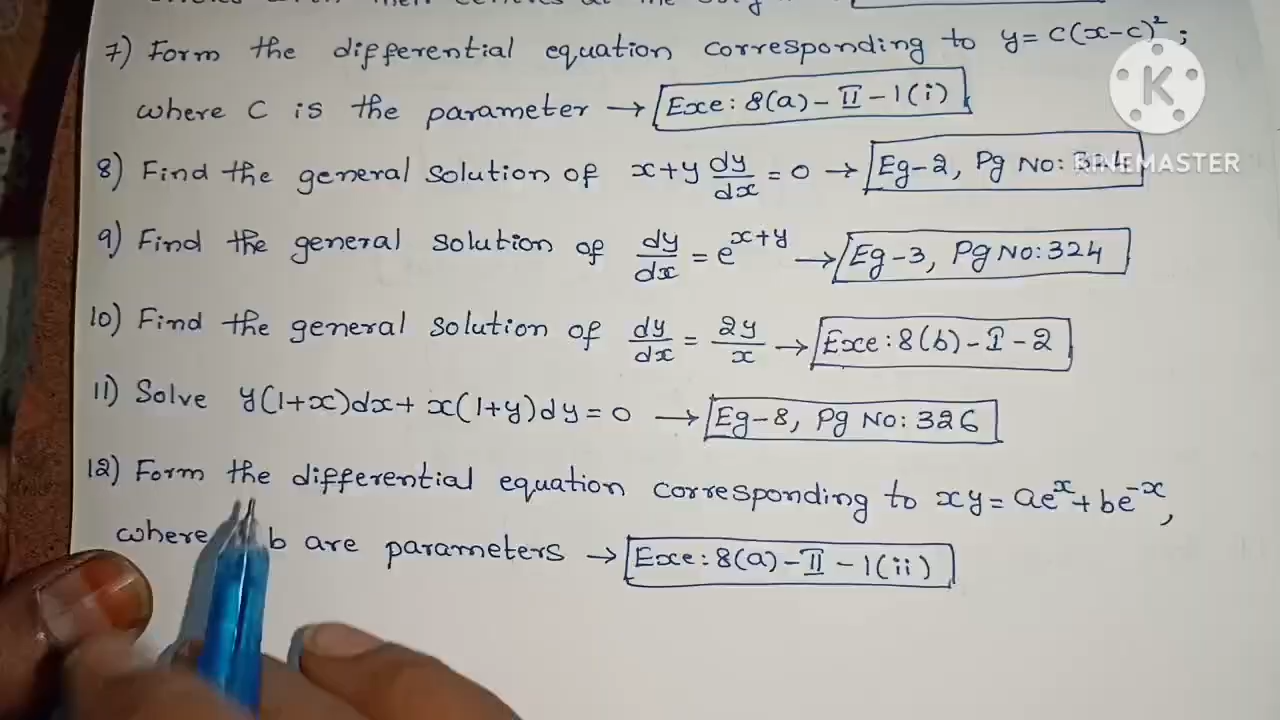 7) Form the differential equation corresponding to y = c(x-c)²;
where c is the parameter → Exe: 8(a) - II - 1(i)
8) Find the general solution of x+y dy/dx = 0 → Eg-2, Pg No:
9) Find the general solution of dy/dx = e^(x+y) → Eg-3, Pg No: 324
10) Find the general solution of dy/dx = 2y/x → Exe: 8(b) - I - 2
11) Solve y(1+x)dx + x(1+y)dy = 0 → Eg-8, Pg No: 326
12) Form the differential equation corresponding to xy = ae^x + be^-x,
where b are parameters → Exe: 8(a) - II - 1(ii)
K
KINEMASTER